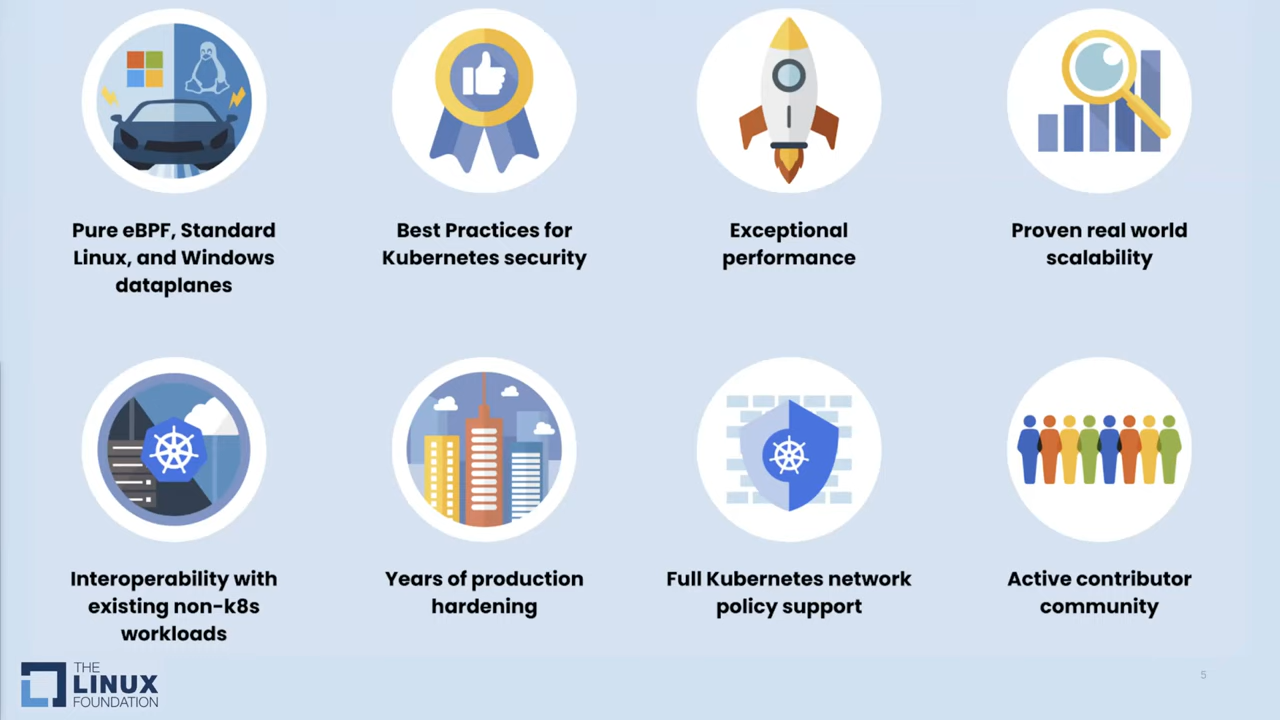 Pure eBPF, Standard
Linux, and Windows
dataplanes
Best Practices for
Kubernetes security
Exceptional
performance
Proven real world
scalability
Interoperability with
existing non-k8s
workloads
Years of production
hardening
Full Kubernetes network
policy support
Active contributor
community
THE
LINUX
FOUNDATION
5